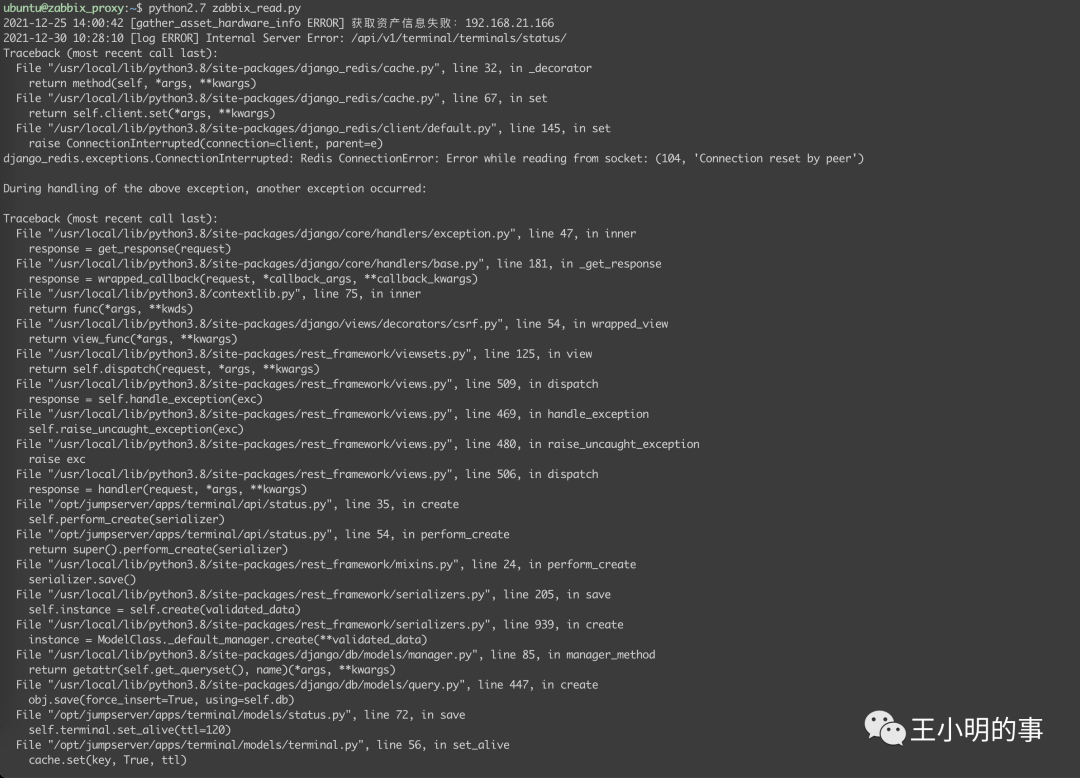 ubuntu@zabbix_proxy:~$ python2.7 zabbix_read.py
2021-12-25 14:00:42 [gather_asset_hardware_info ERROR] 获取资产信息失败: 192.168.21.166
2021-12-30 10:28:10 [log ERROR] Internal Server Error: /api/v1/terminal/terminals/status/
Traceback (most recent call last):
  File "/usr/local/lib/python3.8/site-packages/django_redis/cache.py", line 32, in _decorator
    return method(self, *args, **kwargs)
  File "/usr/local/lib/python3.8/site-packages/django_redis/cache.py", line 67, in set
    return self.client.set(*args, **kwargs)
  File "/usr/local/lib/python3.8/site-packages/django_redis/client/default.py", line 145, in set
    raise ConnectionInterrupted(connection=client, parent=e)
django_redis.exceptions.ConnectionInterrupted: Redis ConnectionError: Error while reading from socket: (104, 'Connection reset by peer')

During handling of the above exception, another exception occurred:

Traceback (most recent call last):
  File "/usr/local/lib/python3.8/site-packages/django/core/handlers/exception.py", line 47, in inner
    response = get_response(request)
  File "/usr/local/lib/python3.8/site-packages/django/core/handlers/base.py", line 181, in _get_response
    response = wrapped_callback(request, *callback_args, **callback_kwargs)
  File "/usr/local/lib/python3.8/contextlib.py", line 75, in inner
    return func(*args, **kwds)
  File "/usr/local/lib/python3.8/site-packages/django/views/decorators/csrf.py", line 54, in wrapped_view
    return view_func(*args, **kwargs)
  File "/usr/local/lib/python3.8/site-packages/rest_framework/viewsets.py", line 125, in view
    return self.dispatch(request, *args, **kwargs)
  File "/usr/local/lib/python3.8/site-packages/rest_framework/views.py", line 509, in dispatch
    response = self.handle_exception(exc)
  File "/usr/local/lib/python3.8/site-packages/rest_framework/views.py", line 469, in handle_exception
    self.raise_uncaught_exception(exc)
  File "/usr/local/lib/python3.8/site-packages/rest_framework/views.py", line 480, in raise_uncaught_exception
    raise exc
  File "/usr/local/lib/python3.8/site-packages/rest_framework/views.py", line 506, in dispatch
    response = handler(request, *args, **kwargs)
  File "/opt/jumpserver/apps/terminal/api/status.py", line 35, in create
    self.perform_create(serializer)
  File "/opt/jumpserver/apps/terminal/api/status.py", line 54, in perform_create
    return super().perform_create(serializer)
  File "/usr/local/lib/python3.8/site-packages/rest_framework/mixins.py", line 24, in perform_create
    serializer.save()
  File "/usr/local/lib/python3.8/site-packages/rest_framework/serializers.py", line 205, in save
    self.instance = self.create(validated_data)
  File "/usr/local/lib/python3.8/site-packages/rest_framework/serializers.py", line 939, in create
    instance = ModelClass._default_manager.create(**validated_data)
  File "/usr/local/lib/python3.8/site-packages/django/db/models/manager.py", line 85, in manager_method
    return getattr(self.get_queryset(), name)(*args, **kwargs)
  File "/usr/local/lib/python3.8/site-packages/django/db/models/query.py", line 447, in create
    obj.save(force_insert=True, using=self.db)
  File "/opt/jumpserver/apps/terminal/models/status.py", line 72, in save
    self.terminal.set_alive(ttl=120)
  File "/opt/jumpserver/apps/terminal/models/terminal.py", line 56, in set_alive
    cache.set(key, True, ttl)
王小明的事